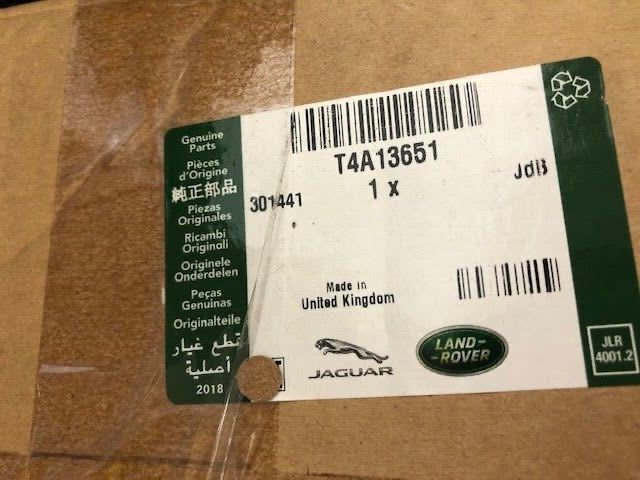 Genuine
Parts
Pièces
d'Origine
純正部品
Piezas
Originales
Ricambi
Originali
Originele
Onderdelen
Peças
Genuinas
Originalteile
قطع غيار
أصلية
2018
T4A13651
1 x
JdB
301441
Made in
United Kingdom
JAGUAR
LAND-
-ROVER
JLR
4001.2